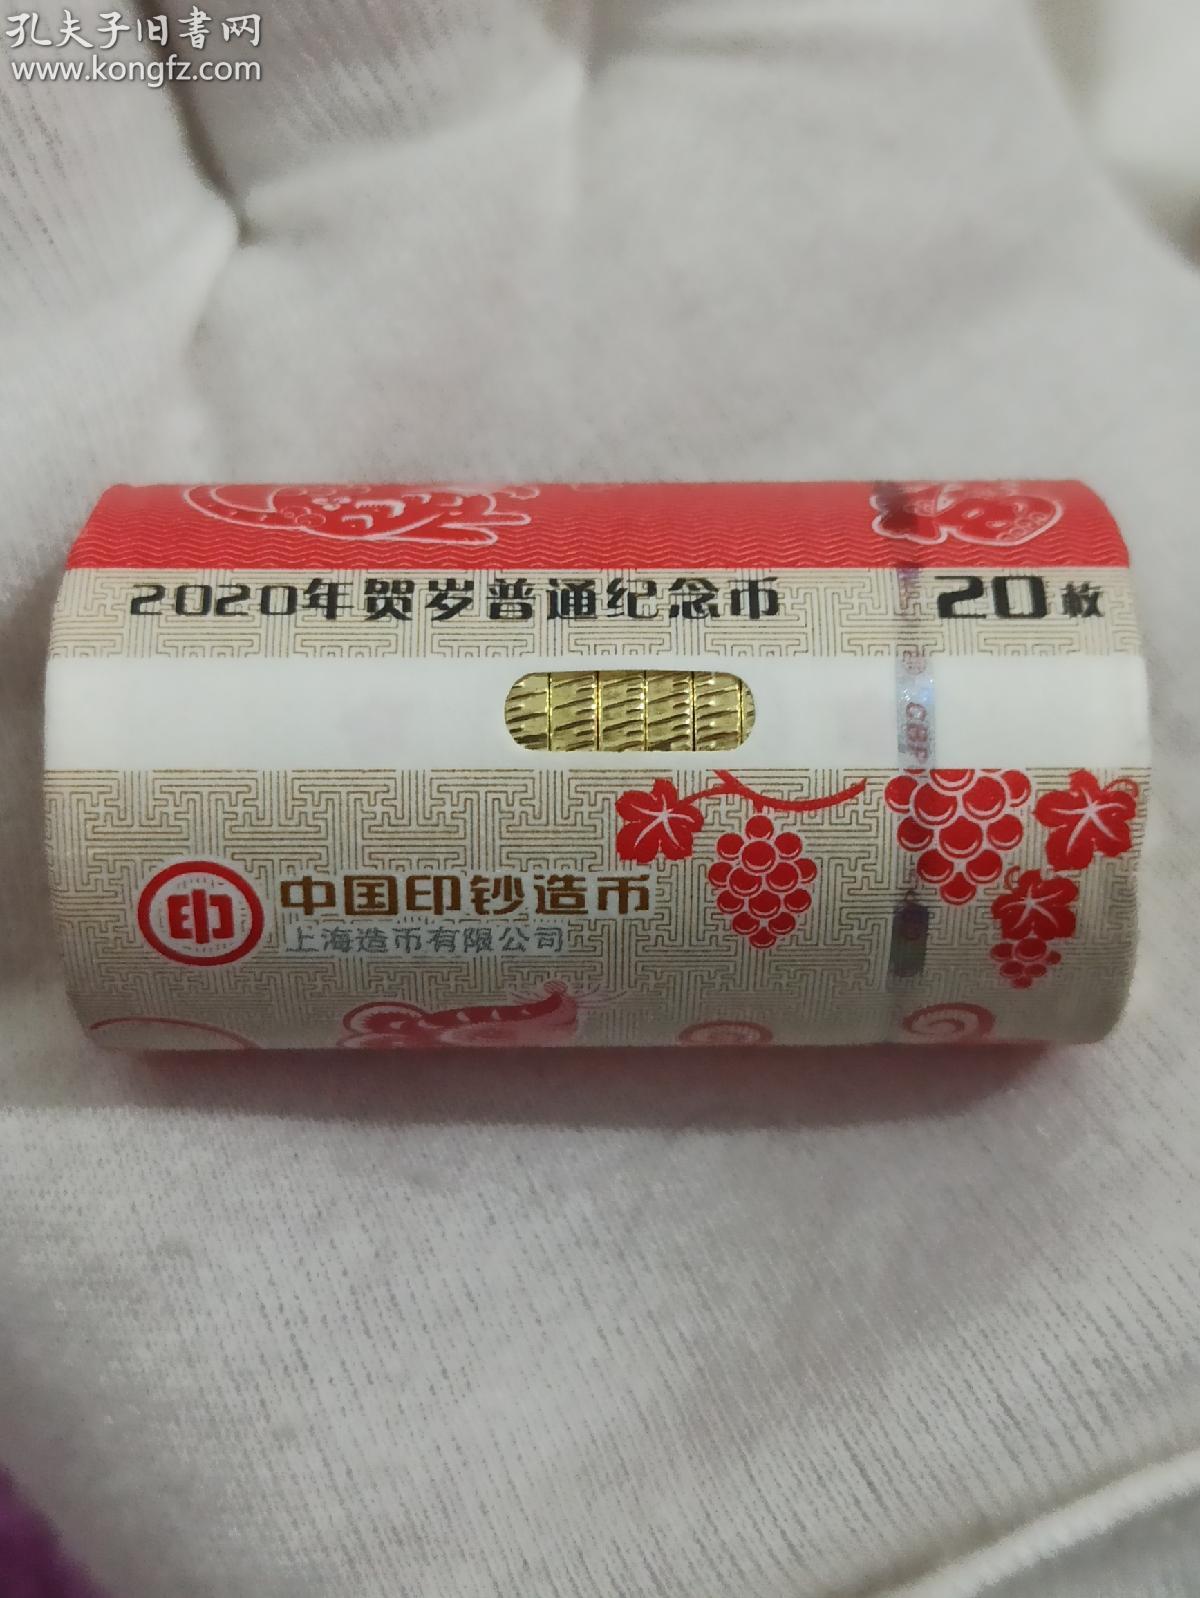 孔夫子旧書网
www.kongfz.com
2020年贺岁普通纪念币 20枚
CBP
印 中国印钞造币
上海造币有限公司